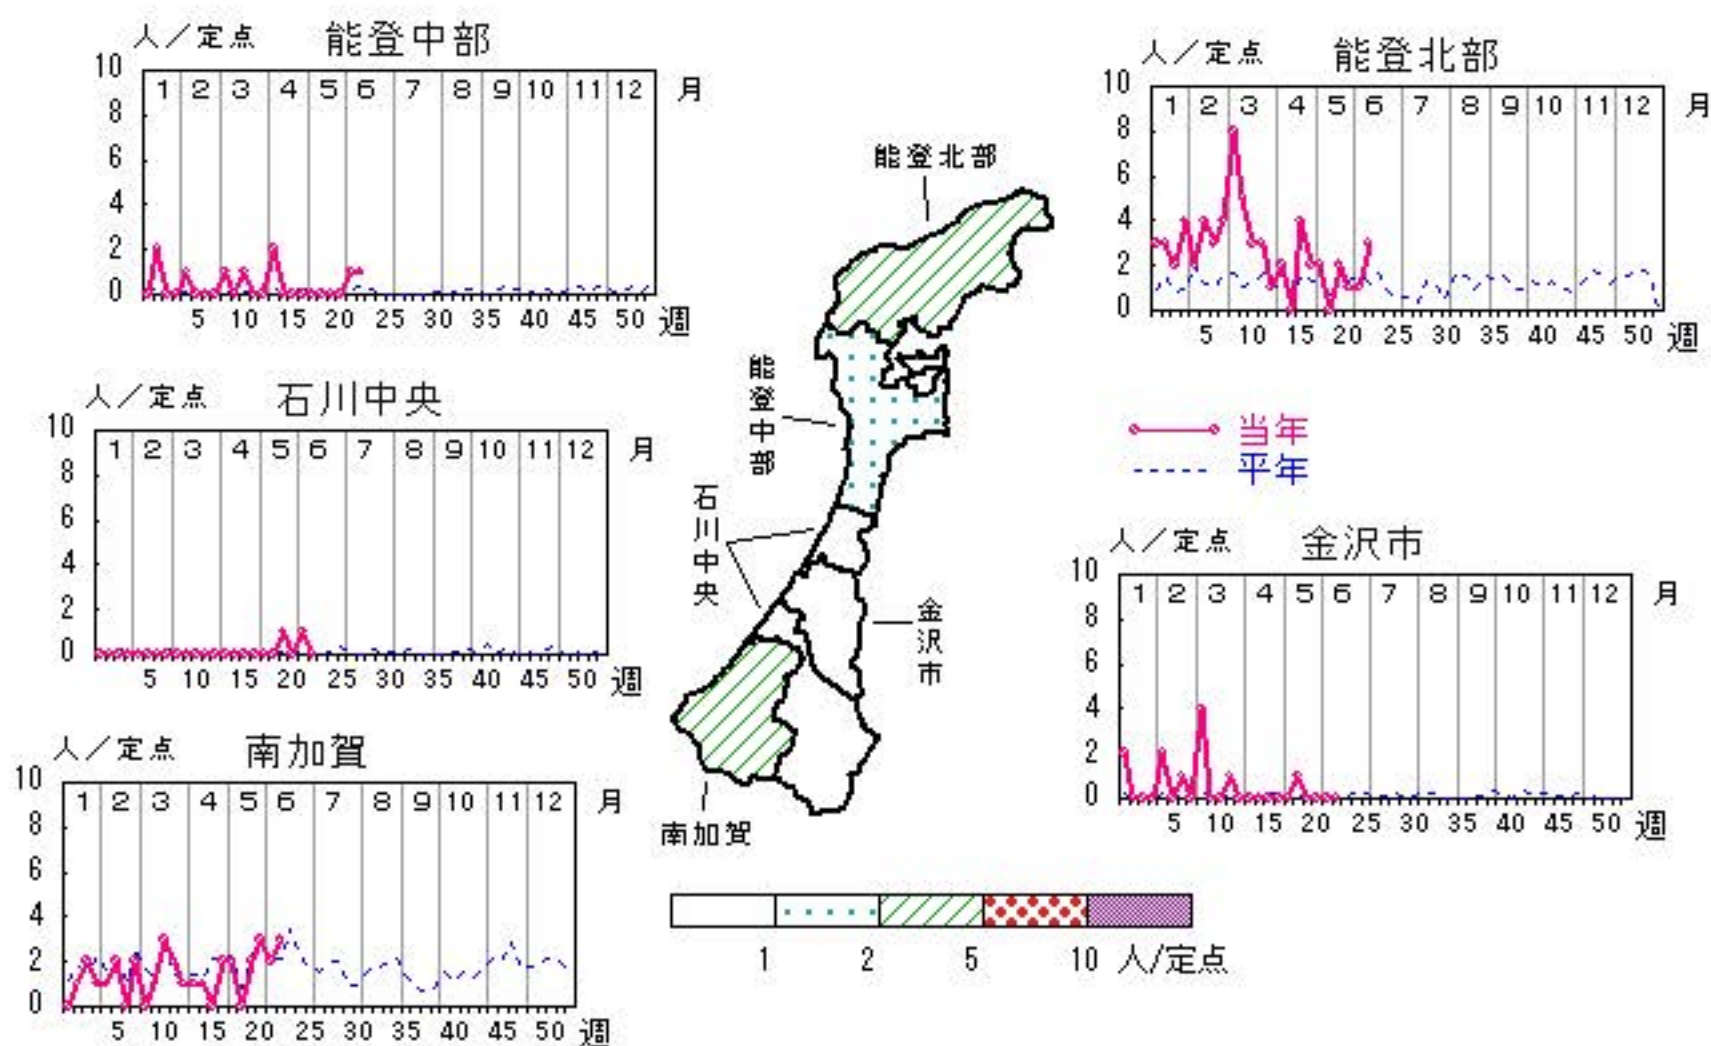 人／定点 能登中部
10 8 6 4 2 0
1 2 3 4 5 6 7 8 9 10 11 12 月
5 10 15 20 25 30 35 40 45 50 週
人／定点 能登北部
10 8 6 4 2 0
1 2 3 4 5 6 7 8 9 10 11 12 月
5 10 15 20 25 30 35 40 45 50 週
人／定点 石川中央
10 8 6 4 2 0
1 2 3 4 5 6 7 8 9 10 11 12 月
5 10 15 20 25 30 35 40 45 50 週
能登北部
能登中部
石川中央
金沢市
南加賀
当年
平年
人／定点 金沢市
10 8 6 4 2 0
1 2 3 4 5 6 7 8 9 10 11 12 月
5 10 15 20 25 30 35 40 45 50 週
人／定点 南加賀
10 8 6 4 2 0
1 2 3 4 5 6 7 8 9 10 11 12 月
5 10 15 20 25 30 35 40 45 50 週
1 2 5 10 人/定点